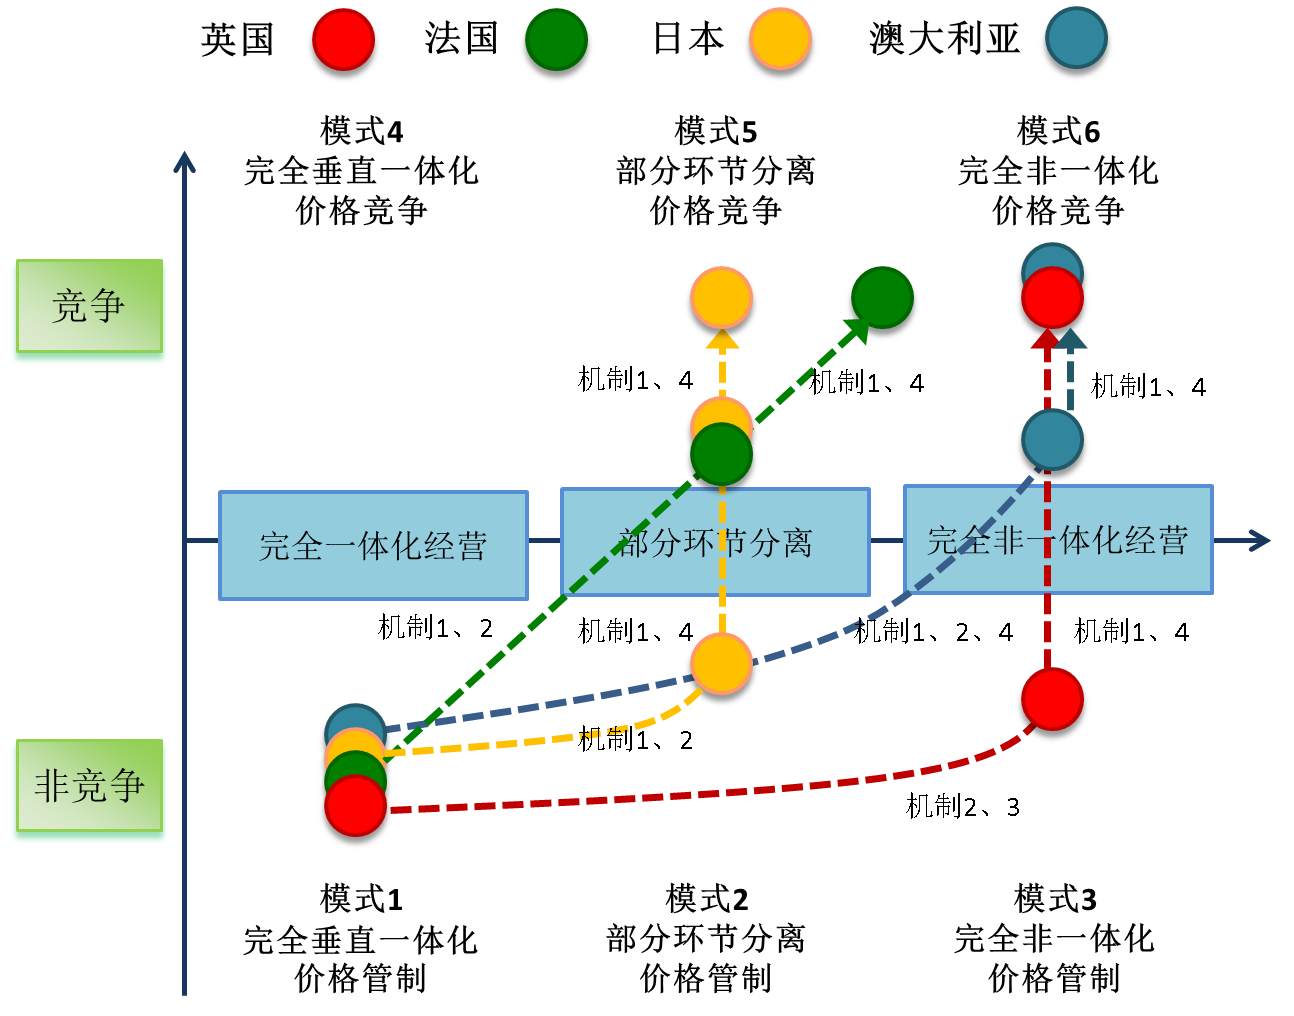 英国
法国
日本
澳大利亚
模式4
完全垂直一体化
价格竞争
模式5
部分环节分离
价格竞争
模式6
完全非一体化
价格竞争
竞争
机制1、4
机制1、4
机制1、4
完全一体化经营
部分环节分离
完全非一体化经营
机制1、2
机制1、4
机制1、2、4
机制1、4
机制1、2
非竞争
机制2、3
模式1
完全垂直一体化
价格管制
模式2
部分环节分离
价格管制
模式3
完全非一体化
价格管制